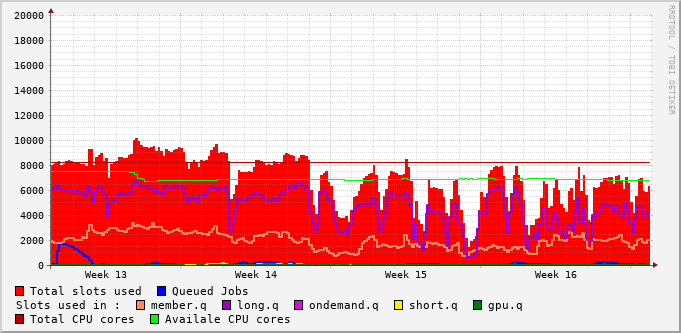 RRDTOOL / TOBI OETIKER
20000
18000
16000
14000
12000
10000
8000
6000
4000
2000
0
Week 13 Week 14 Week 15 Week 16
Total slots used Queued Jobs
Slots used in : member.q long.q ondemand.q short.q gpu.q
Total CPU cores Availale CPU cores